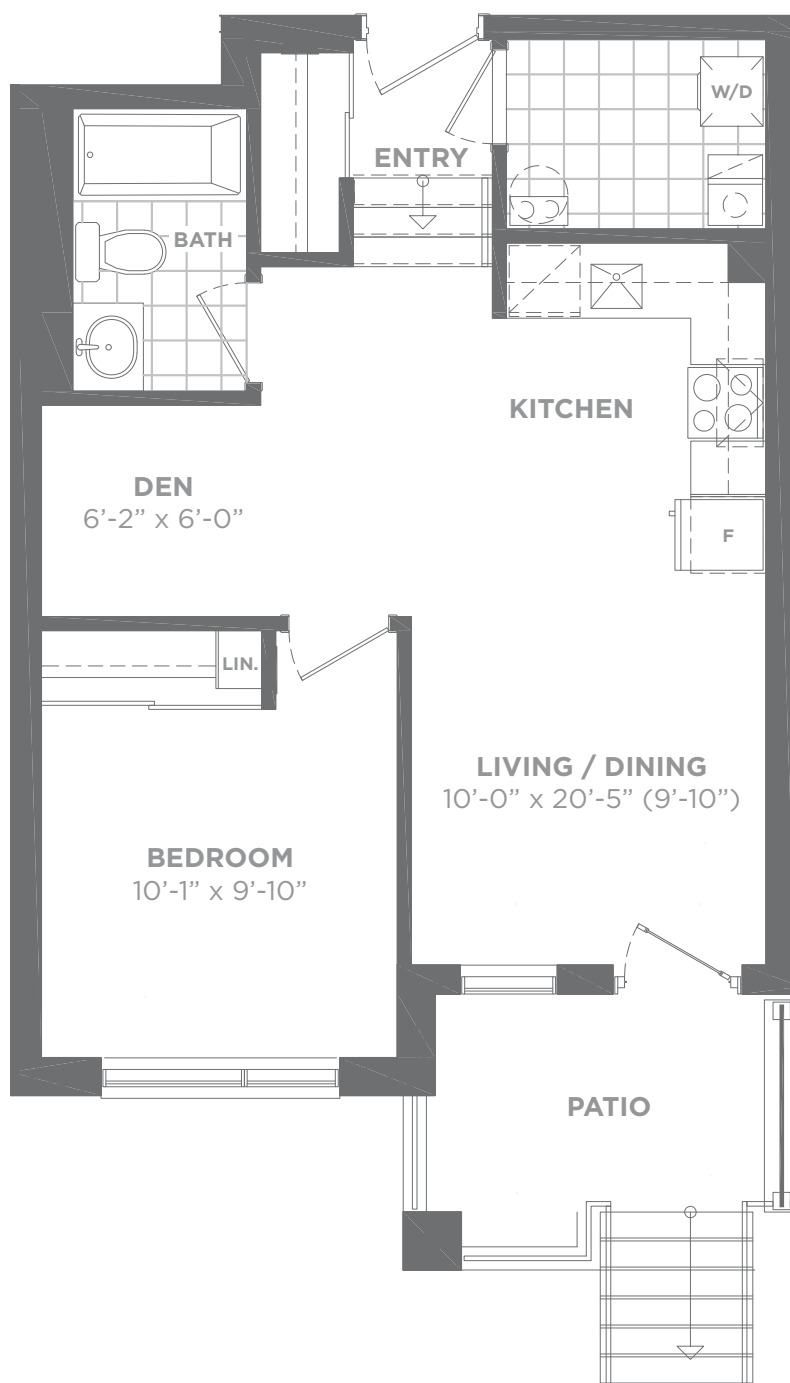 W/D
ENTRY
BATH
KITCHEN
DEN
6’-2” x 6’-0”
F
LIN.
LIVING / DINING
10’-0” x 20’-5” (9’-10”)
BEDROOM
10’-1” x 9’-10”
PATIO